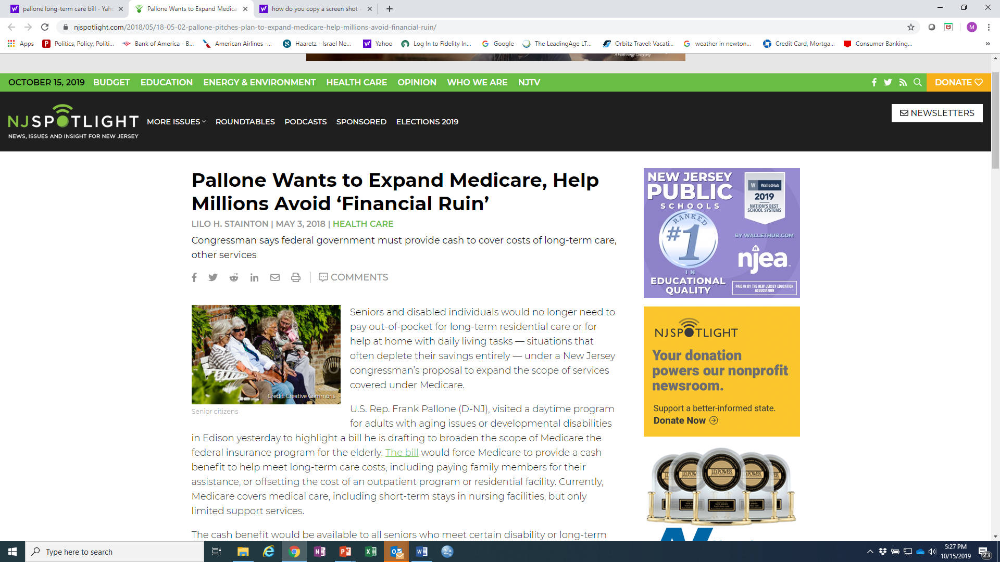 pallone long-term care bill - Yaho
Pallone Wants to Expand Medica
how do you copy a screen shot -
njspotlight.com/2018/05/18-05-02-pallone-pitches-plan-to-expand-medicare-help-millions-avoid-financial-ruin/
M
Apps
Politics, Policy, Politi...
Bank of America - B...
American Airlines -...
Haaretz - Israel Ne...
Yahoo
Log In to Fidelity In...
Google
The LeadingAge LT...
Orbitz Travel: Vacati...
weather in newton...
Credit Card, Mortga...
Consumer Banking...
A FirstEnergy Company
OCTOBER 15, 2019 BUDGET EDUCATION ENERGY & ENVIRONMENT HEALTH CARE OPINION WHO WE ARE NJTV
DONATE
NJSPOTLIGHT
NEWS, ISSUES AND INSIGHT FOR NEW JERSEY
MORE ISSUES ROUNDTABLES PODCASTS SPONSORED ELECTIONS 2019
NEWSLETTERS
Pallone Wants to Expand Medicare, Help
Millions Avoid ‘Financial Ruin’
LILO H. STAINTON | MAY 3, 2018 | HEALTH CARE
Congressman says federal government must provide cash to cover costs of long-term care,
other services
COMMENTS
Credit: Creative Commons
Senior citizens
Seniors and disabled individuals would no longer need to
pay out-of-pocket for long-term residential care or for
help at home with daily living tasks — situations that
often deplete their savings entirely — under a New Jersey
congressman’s proposal to expand the scope of services
covered under Medicare.
U.S. Rep. Frank Pallone (D-NJ), visited a daytime program
for adults with aging issues or developmental disabilities
in Edison yesterday to highlight a bill he is drafting to broaden the scope of Medicare the
federal insurance program for the elderly. The bill would force Medicare to provide a cash
benefit to help meet long-term care costs, including paying family members for their
assistance, or offsetting the cost of an outpatient program or residential facility. Currently,
Medicare covers medical care, including short-term stays in nursing facilities, but only
limited support services.
The cash benefit would be available to all seniors who meet certain disability or long-term
NEW JERSEY
PUBLIC
SCHOOLS
W WalletHub
2019
NATION'S BEST
SCHOOL SYSTEMS
RANKED
#1
IN
EDUCATIONAL
QUALITY
BY WALLETHUB.COM
njea
PAID IN BY THE NEW JERSEY EDUCATION
ASSOCIATION
NJSPOTLIGHT
Your donation
powers our nonprofit
newsroom.
Support a better-informed state.
Donate Now
J.D. POWER
Type here to search
5:27 PM
10/15/2019
23